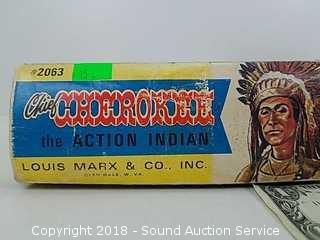 #2063
Chief CHEROKEE
the ACTION INDIAN
LOUIS MARX & CO., INC.
GLEN DALE, W. VA.
Copyright 2018 - Sound Auction Service